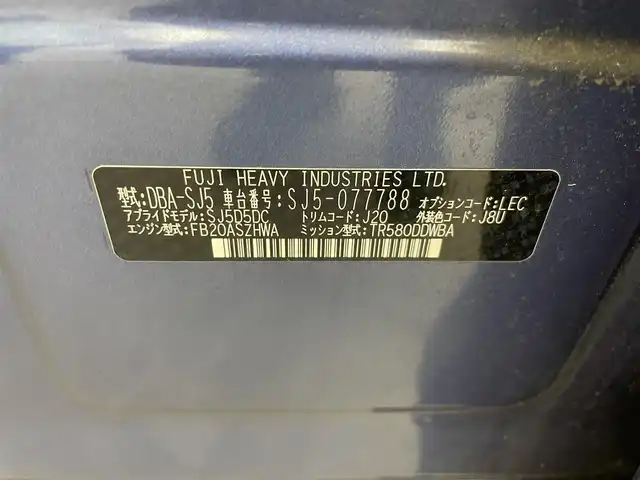 FUJI HEAVY INDUSTRIES LTD.
型式:DBA-SJ5 車台番号:SJ5-077788 オプションコード:LEC
アプライドモデル:SJ5D5DC トリムコード:J20 外装色コード:J8U
エンジン型式:FB20ASZHWA ミッション型式:TR580DDWBA